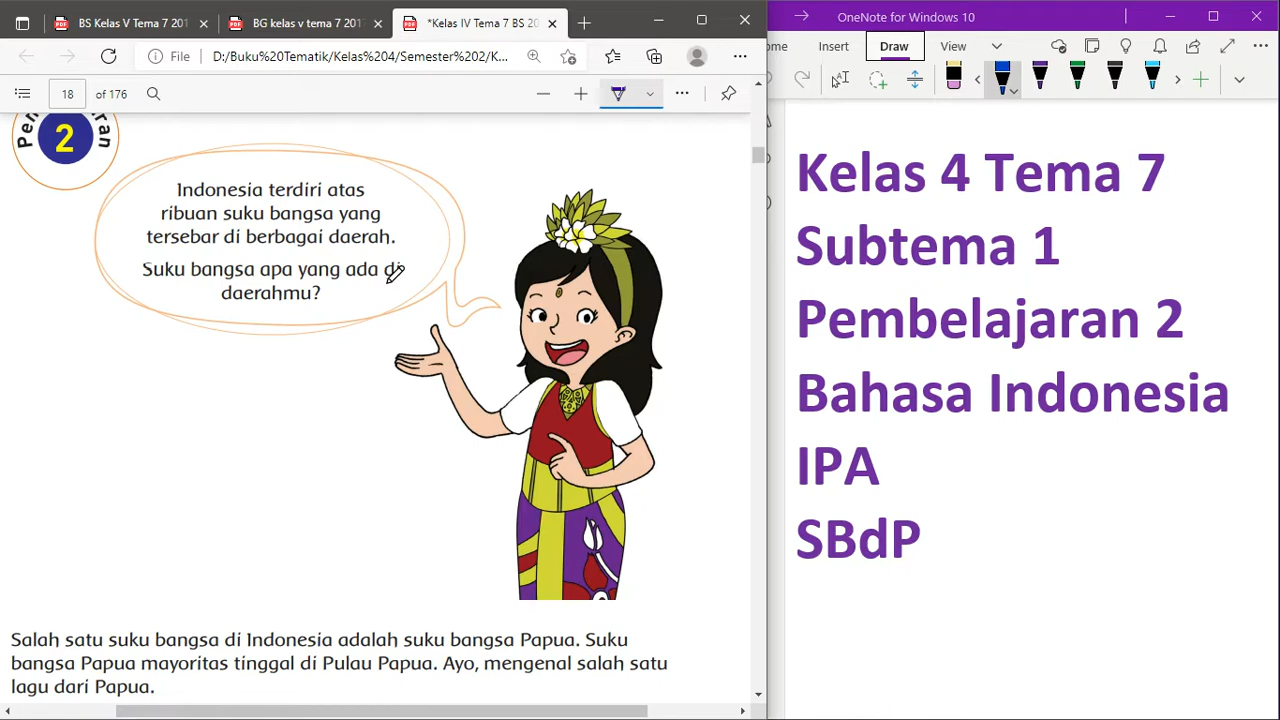 BS Kelas V Tema 7 201
BG kelas v tema 7 201
*Kelas IV Tema 7 BS 20
OneNote for Windows 10
File
D:/Buku%20Tematik/Kelas%204/Semester%202/K...
ome
Insert
Draw
View
18 of 176
Pem
aran
2
Indonesia terdiri atas
ribuan suku bangsa yang
tersebar di berbagai daerah.
Suku bangsa apa yang ada di
daerahmu?
Salah satu suku bangsa di Indonesia adalah suku bangsa Papua. Suku
bangsa Papua mayoritas tinggal di Pulau Papua. Ayo, mengenal salah satu
lagu dari Papua.
Kelas 4 Tema 7
Subtema 1
Pembelajaran 2
Bahasa Indonesia
IPA
SBdP